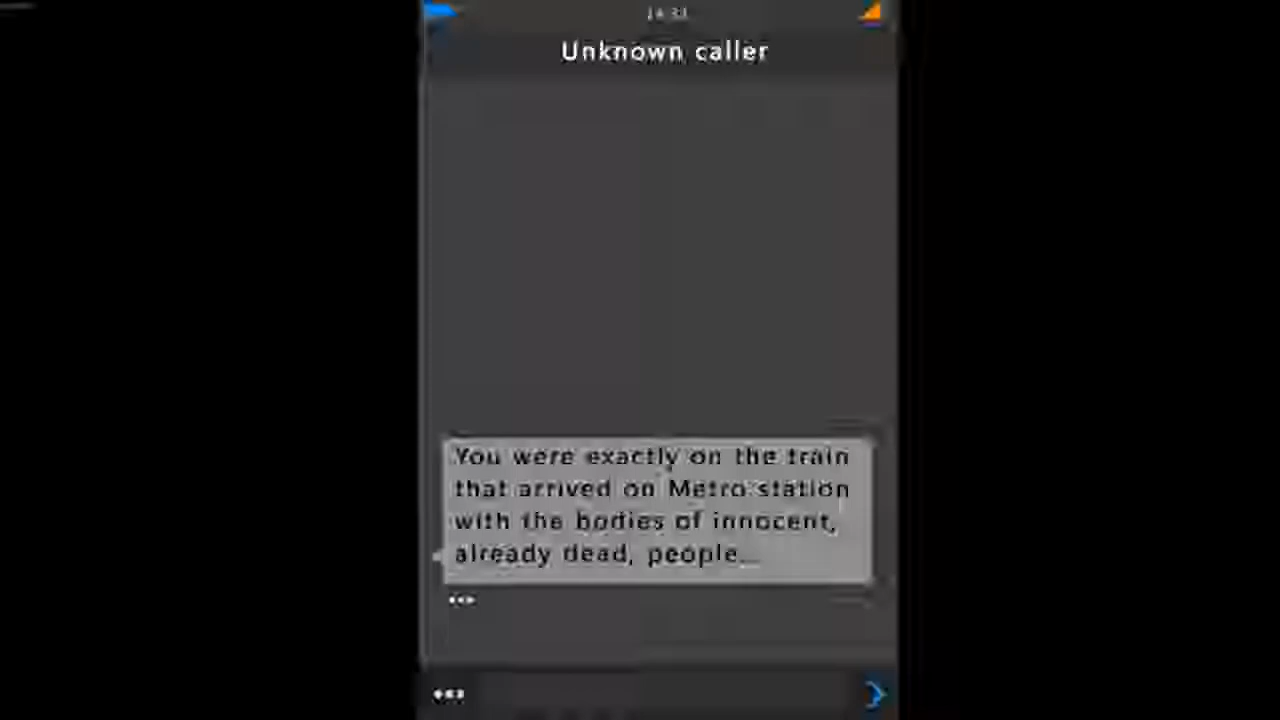 Unknown caller
You were exactly on the train
that arrived on Metro station
with the bodies of innocent,
already dead, people...